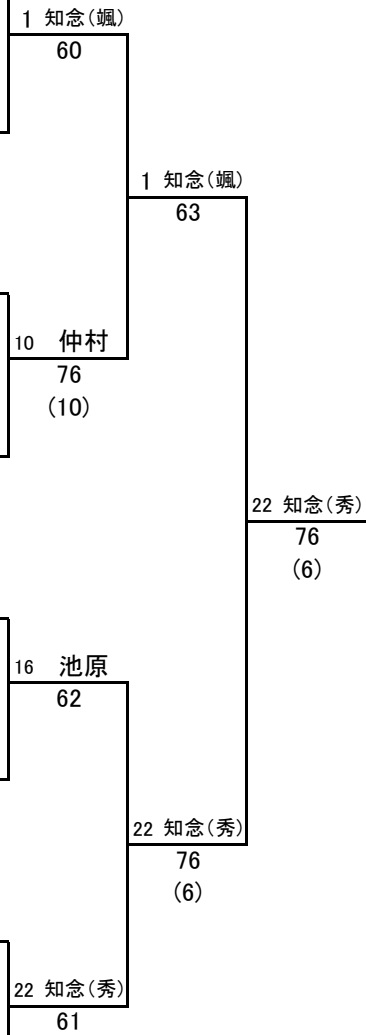 1 知念（颯）
60
1 知念（颯）
63
10 仲村
76
（10）
22 知念（秀）
76
（6）
16 池原
62
22 知念（秀）
76
（6）
22 知念（秀）
61